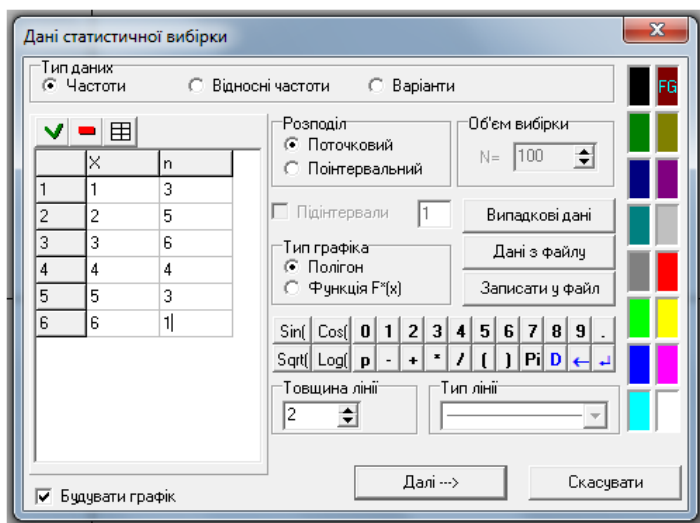 Дані статистичної вибірки
Тип даних
Частоти Відносні частоти Варіанти
FG
X n
1 1 3
2 2 5
3 3 6
4 4 4
5 5 3
6 6 1
Розподіл
Поточковий
Поінтервальний
Об'єм вибірки
N= 100
Підінтервали 1
Випадкові дані
Тип графіка
Полігон
Функція F*(x)
Дані з файлу
Записати у файл
Sin( Cos( 0 1 2 3 4 5 6 7 8 9 .
Sqrt( Log( p - + * / ( ) Pi D ← ↲
Товщина лінії
2
Тип лінії
Будувати графік
Далі --->
Скасувати